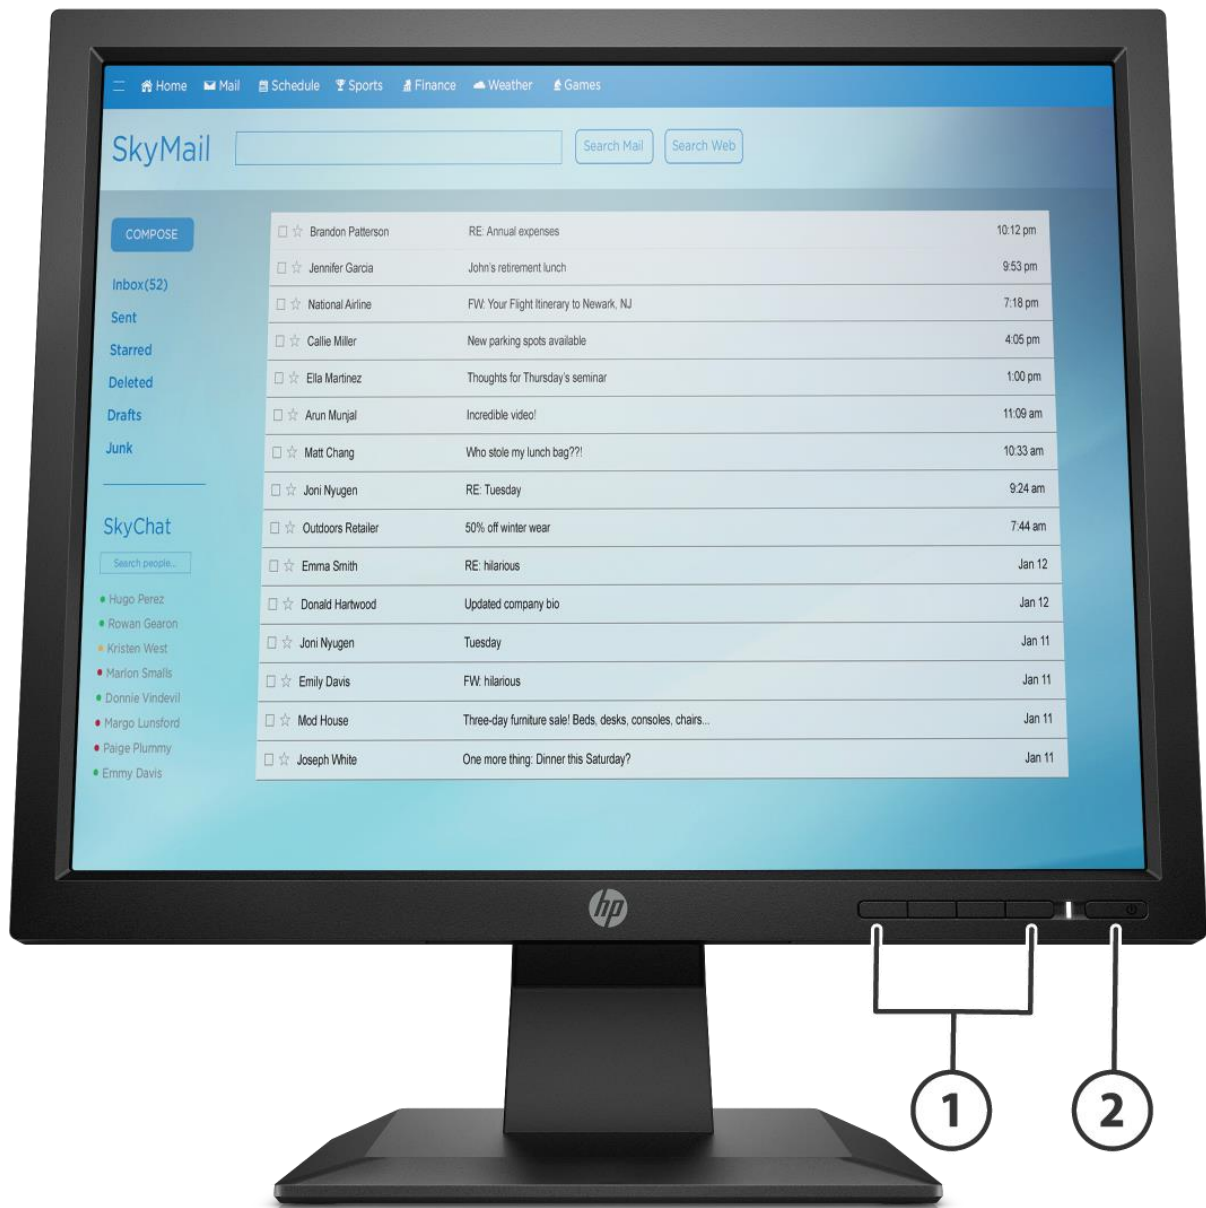 Home Mail Schedule Sports Finance Weather Games
SkyMail Search Mail Search Web
COMPOSE
Inbox(52)
Sent
Starred
Deleted
Drafts
Junk
Brandon Patterson RE: Annual expenses 10:12 pm
Jennifer Garcia John's retirement lunch 9:53 pm
National Airline FW: Your Flight Itinerary to Newark, NJ 7:18 pm
Callie Miller New parking spots available 4:05 pm
Ella Martinez Thoughts for Thursday's seminar 1:00 pm
Arun Munjal Incredible video! 11:09 am
Matt Chang Who stole my lunch bag??! 10:33 am
Joni Nyugen RE: Tuesday 9:24 am
Outdoors Retailer 50% off winter wear 7:44 am
Emma Smith RE: hilarious Jan 12
Donald Hartwood Updated company bio Jan 12
Joni Nyugen Tuesday Jan 11
Emily Davis FW: hilarious Jan 11
Mod House Three-day furniture sale! Beds, desks, consoles, chairs... Jan 11
Joseph White One more thing: Dinner this Saturday? Jan 11
SkyChat
Search people...
Hugo Perez
Rowan Gearon
Kristen West
Marlon Smalls
Donnie Vindevil
Margo Lunsford
Paige Plummy
Emmy Davis
hp
1 2